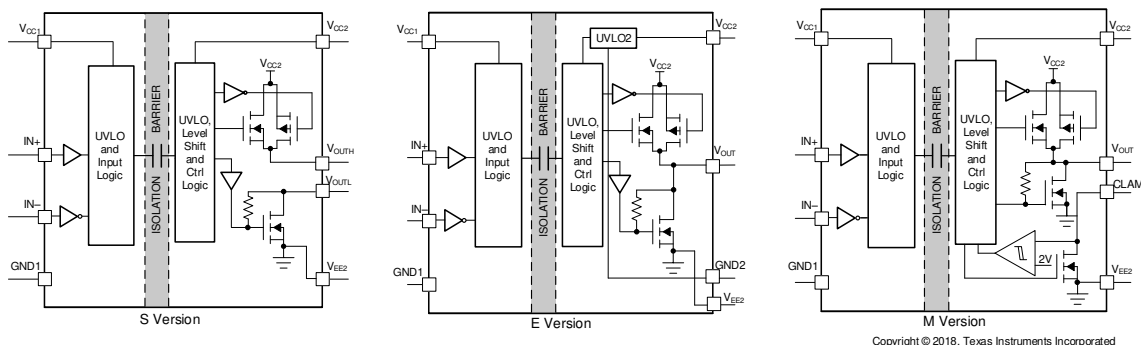 VCC1
VCC2
UVLO
and
Input
Logic
ISOLATION BARRIER
UVLO,
Level
Shift
and
Ctrl
Logic
VCC2
IN+
IN−
GND1
VOUTH
VOUTL
VEE2
S Version
VCC1
VCC2
UVLO2
UVLO
and
Input
Logic
ISOLATION BARRIER
UVLO,
Level
Shift
and
Ctrl
Logic
VCC2
IN+
IN−
GND1
VOUT
GND2
VEE2
E Version
VCC1
VCC2
UVLO
and
Input
Logic
ISOLATION BARRIER
UVLO,
Level
Shift
and
Ctrl
Logic
VCC2
IN+
IN−
GND1
VOUT
CLAM
2V
VEE2
M Version
Copyright © 2018, Texas Instruments Incorporated